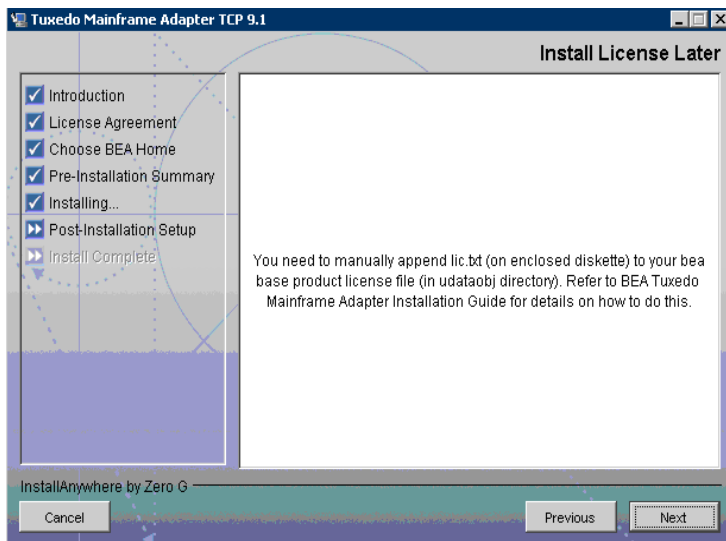 Tuxedo Mainframe Adapter TCP 9.1
Install License Later
Introduction
License Agreement
Choose BEA Home
Pre-Installation Summary
Installing...
Post-Installation Setup
Install Complete
You need to manually append lic.txt (on enclosed diskette) to your bea
base product license file (in udataobj directory). Refer to BEA Tuxedo
Mainframe Adapter Installation Guide for details on how to do this.
InstallAnywhere by Zero G
Cancel
Previous
Next